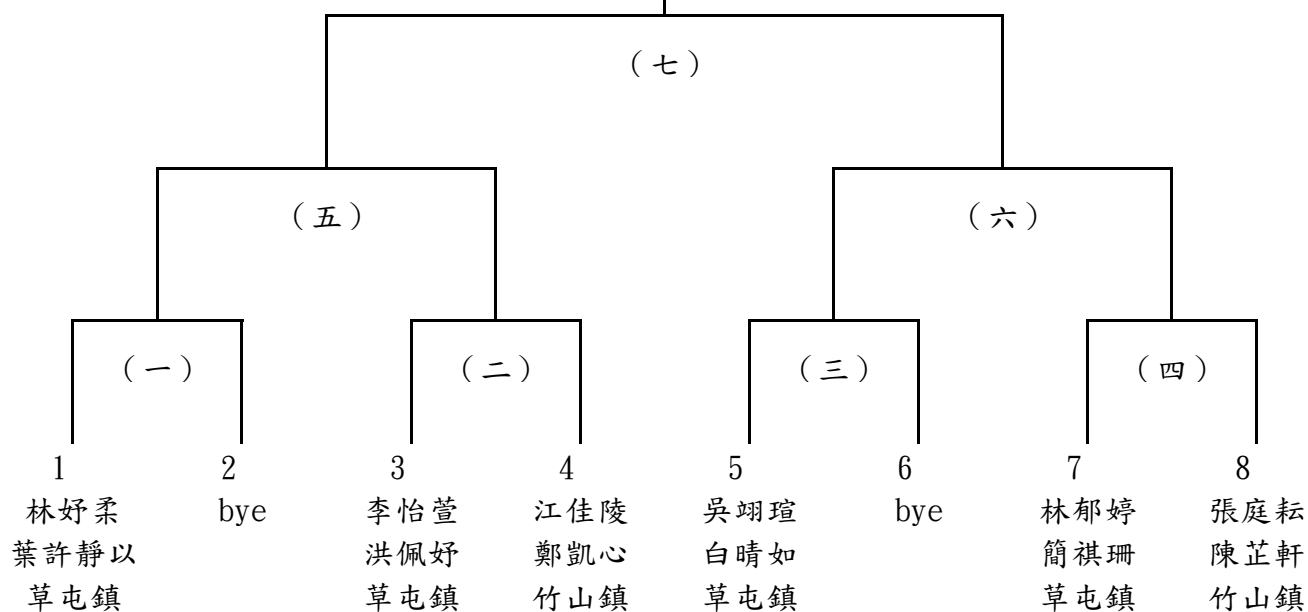 （七）
（五） （六）
（一） （二） （三） （四）
1 2 3 4 5 6 7 8
林妤柔 bye 李怡萱 江佳陵 吳翊瑄 bye 林郁婷 張庭耘
葉許靜以 洪佩妤 鄭凱心 白晴如 簡祺珊 陳芷軒
草屯鎮 草屯鎮 竹山鎮 草屯鎮 草屯鎮 竹山鎮